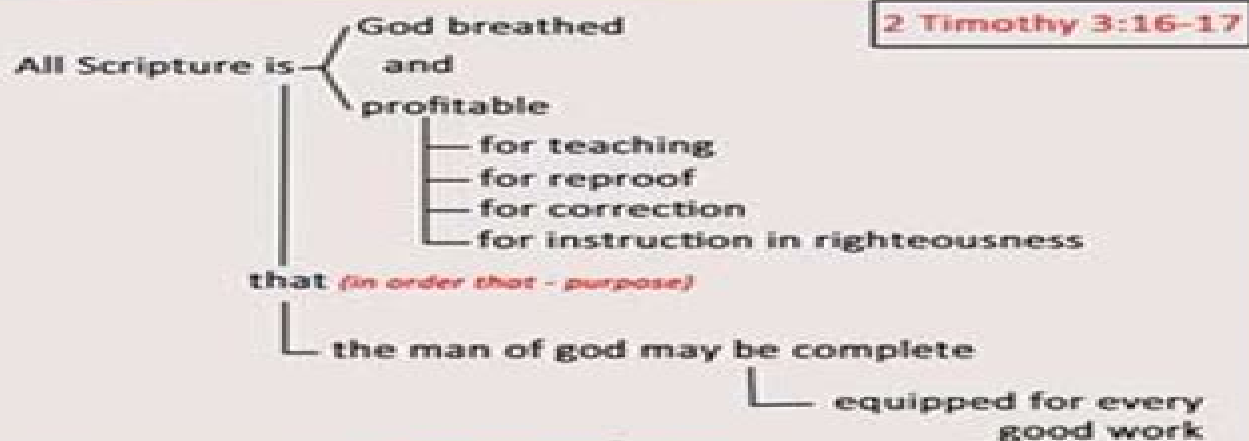 2 Timothy 3:16-17
God breathed
All Scripture is and
profitable
for teaching
for reproof
for correction
for instruction in righteousness
that (in order that - purpose)
the man of god may be complete
equipped for every
good work